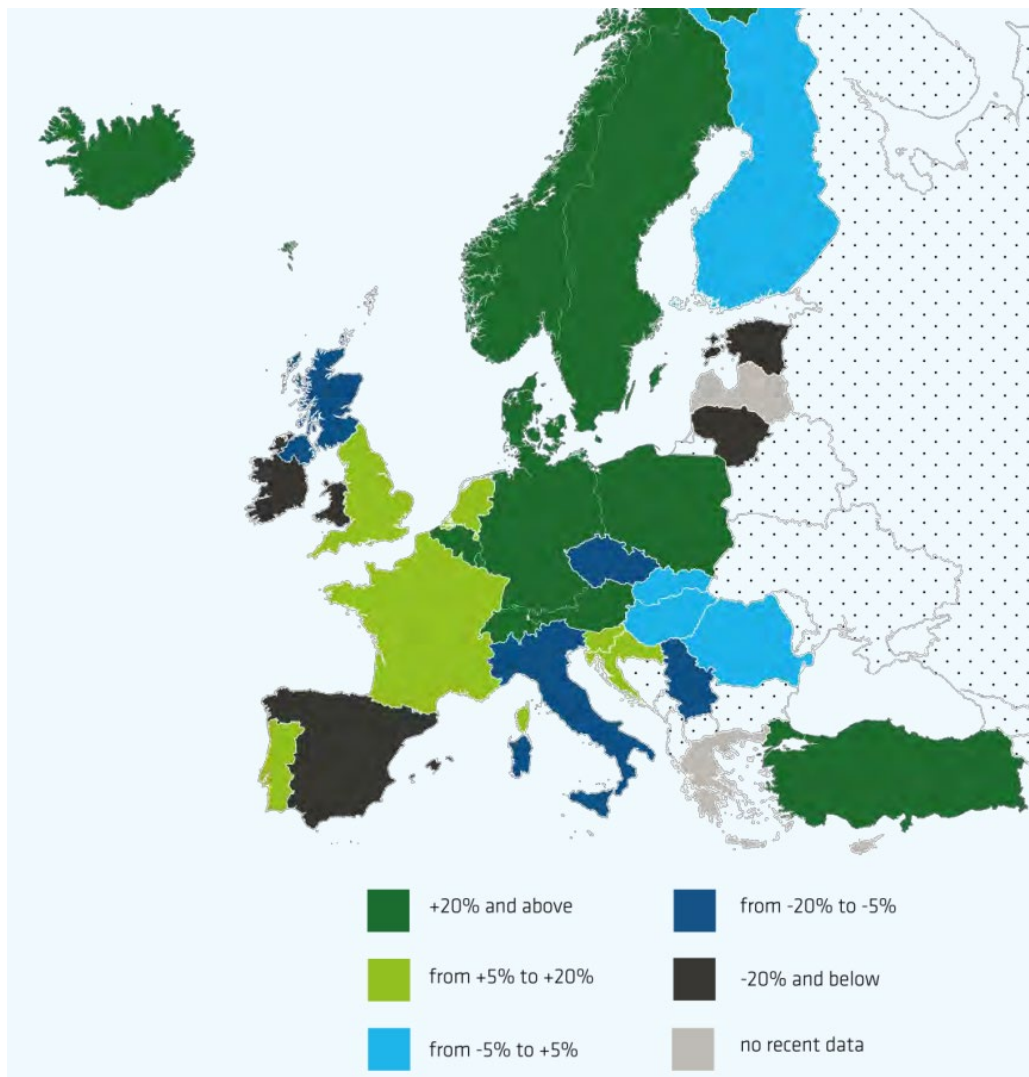 +20% and above
from +5% to +20%
from -5% to +5%
from -20% to -5%
-20% and below
no recent data